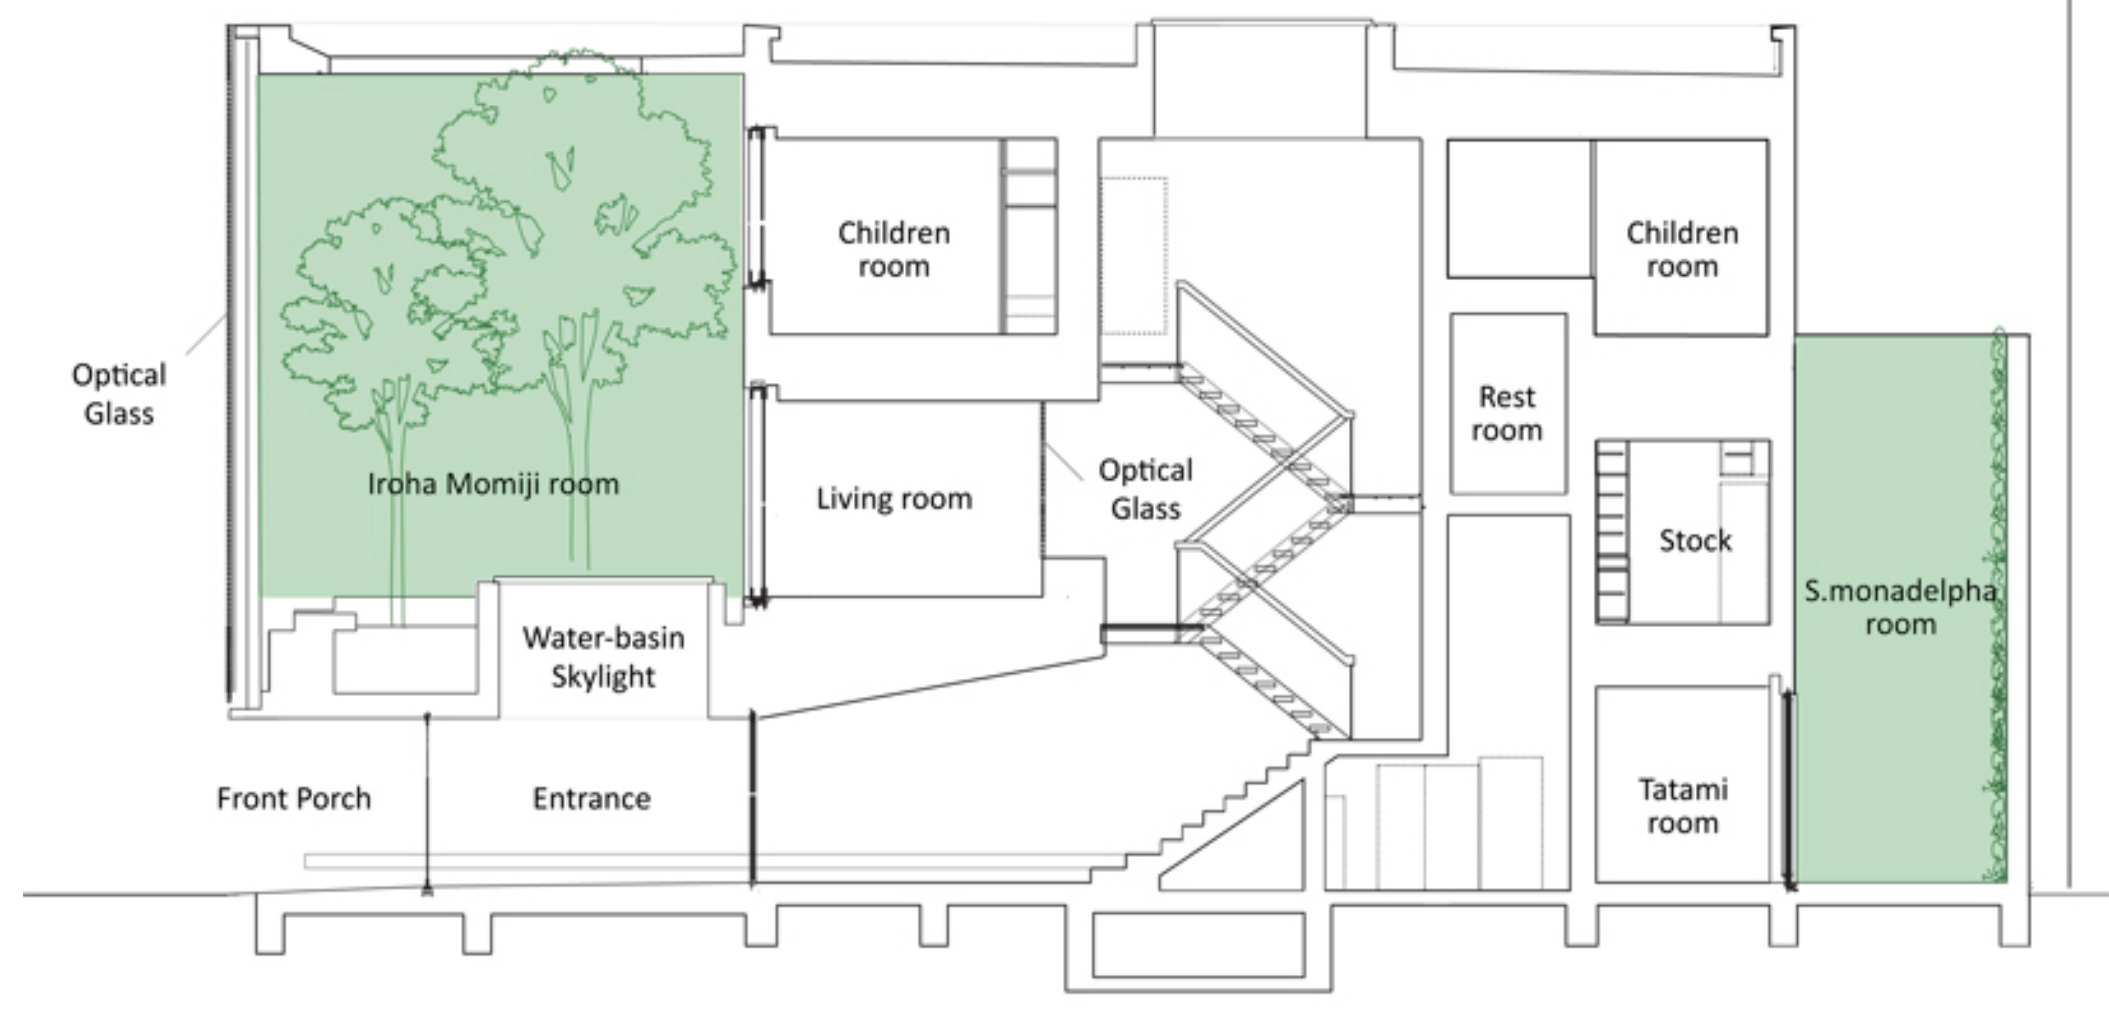 Children
room
Children
room
Optical
Glass
Rest
room
Iroha Momiji room
Living room
Optical
Glass
Stock
S.monadelpha
room
Water-basin
Skylight
Front Porch
Entrance
Tatami
room